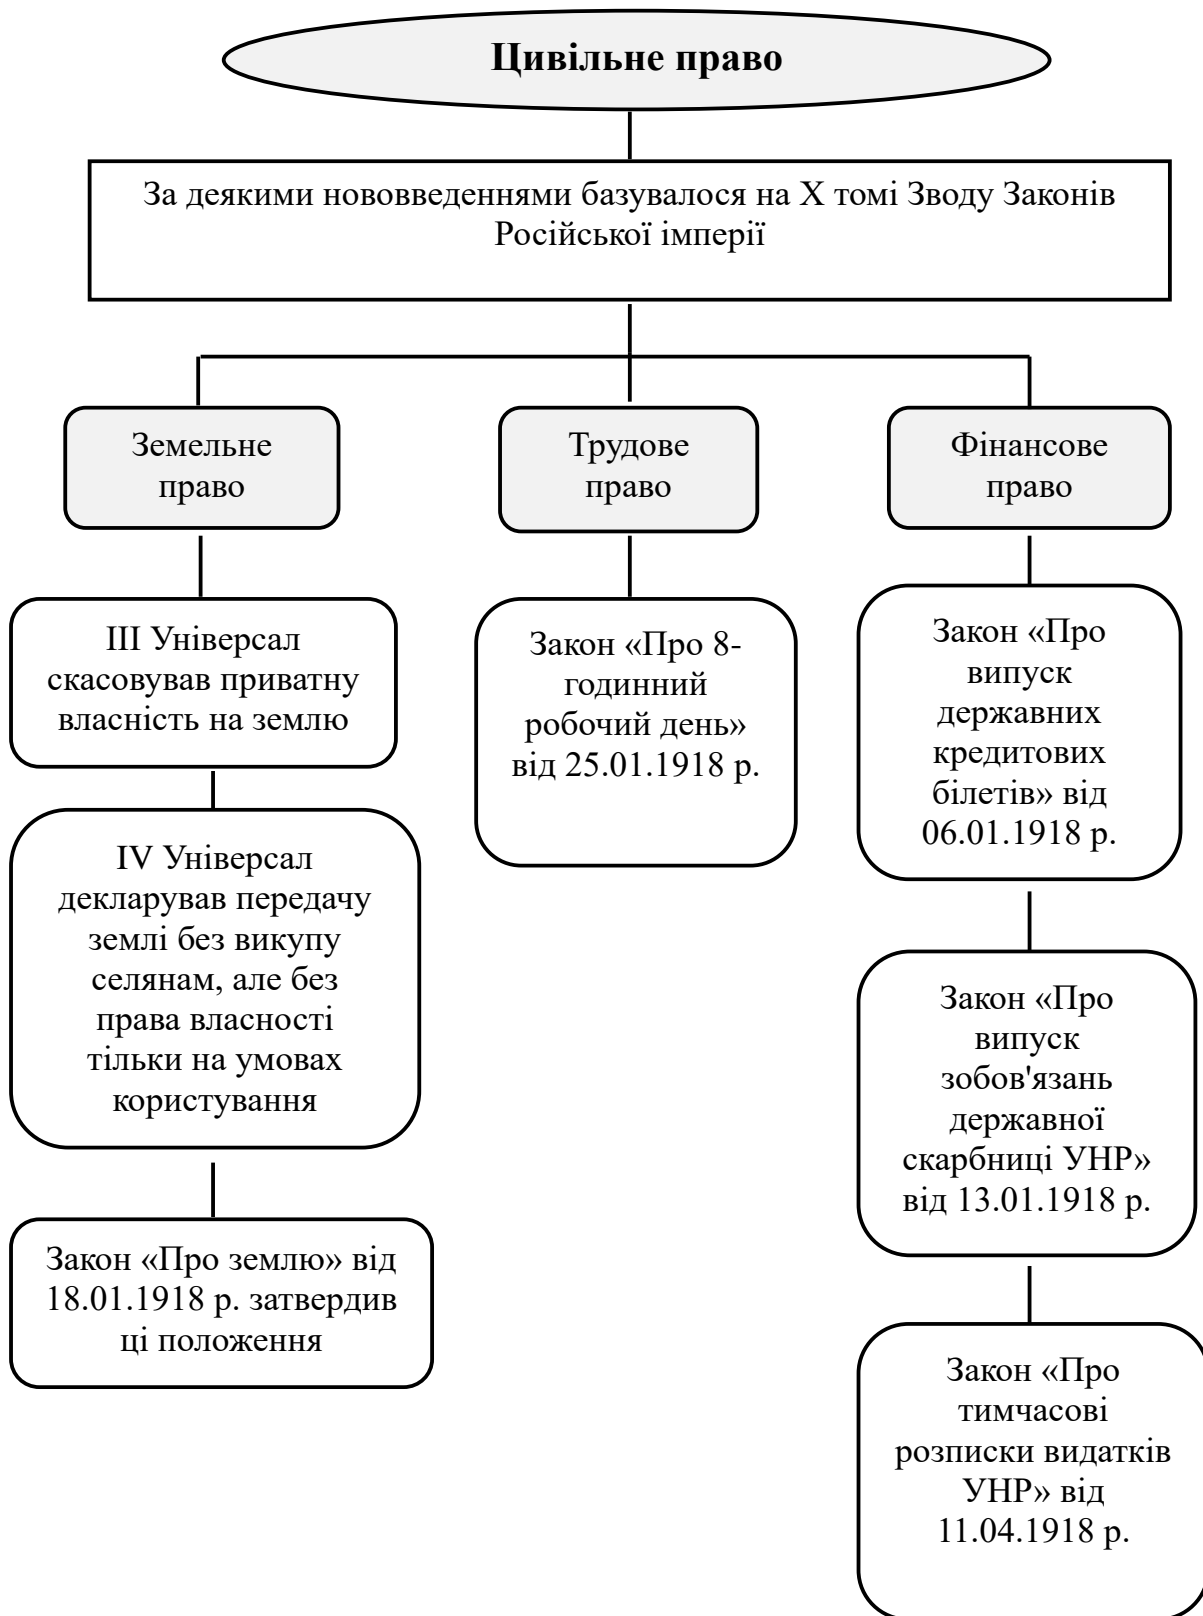 Цивільне право
За деякими нововведеннями базувалося на X томі Зводу Законів
Російської імперії
Земельне
право
Трудове
право
Фінансове
право
III Універсал
скасовував приватну
власність на землю
IV Універсал
декларував передачу
землі без викупу
селянам, але без
права власності
тільки на умовах
користування
Закон «Про землю» від
18.01.1918 р. затвердив
ці положення
Закон «Про 8-
годинний
робочий день»
від 25.01.1918 р.
Закон «Про
випуск
державних
кредитових
білетів» від
06.01.1918 р.
Закон «Про
випуск
зобов'язань
державної
скарбниці УНР»
від 13.01.1918 р.
Закон «Про
тимчасові
розписки видатків
УНР» від
11.04.1918 р.